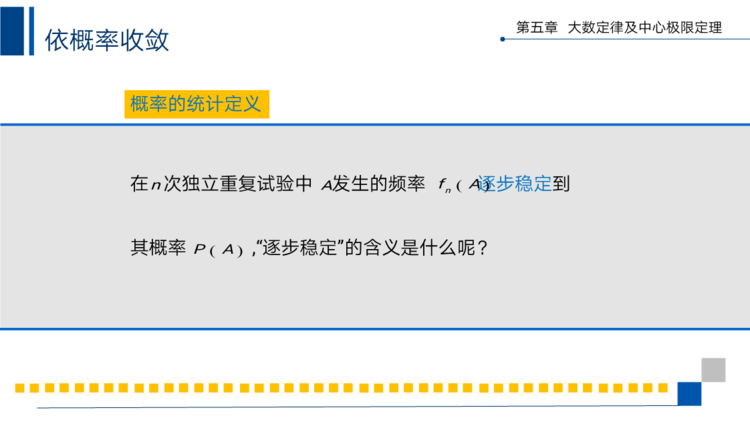 依概率收敛
第五章 大数定律及中心极限定理
概率的统计定义
在n次独立重复试验中 A发生的频率 fn ( A )逐步稳定到
其概率 P ( A ) ,“逐步稳定”的含义是什么呢?